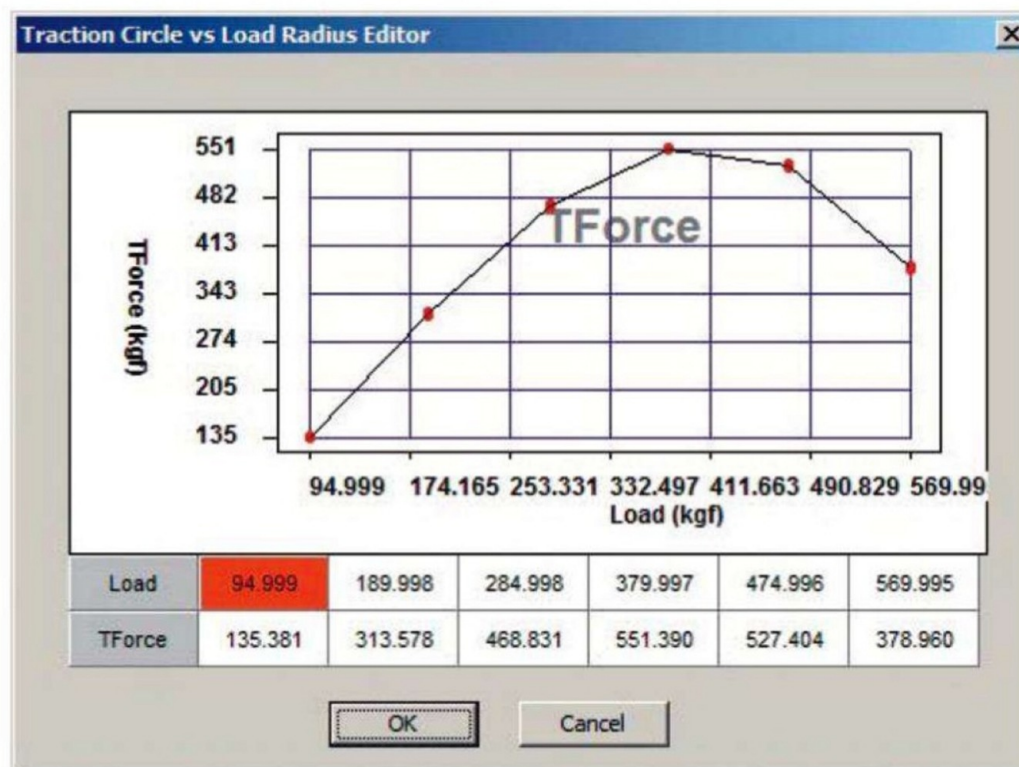 Traction Circle vs Load Radius Editor
551
482
413
343
274
205
135
TForce (kgf)
TForce
94.999 174.165 253.331 332.497 411.663 490.829 569.99
Load (kgf)
Load 94.999 189.998 284.998 379.997 474.996 569.995
TForce 135.381 313.578 468.831 551.390 527.404 378.960
OK Cancel